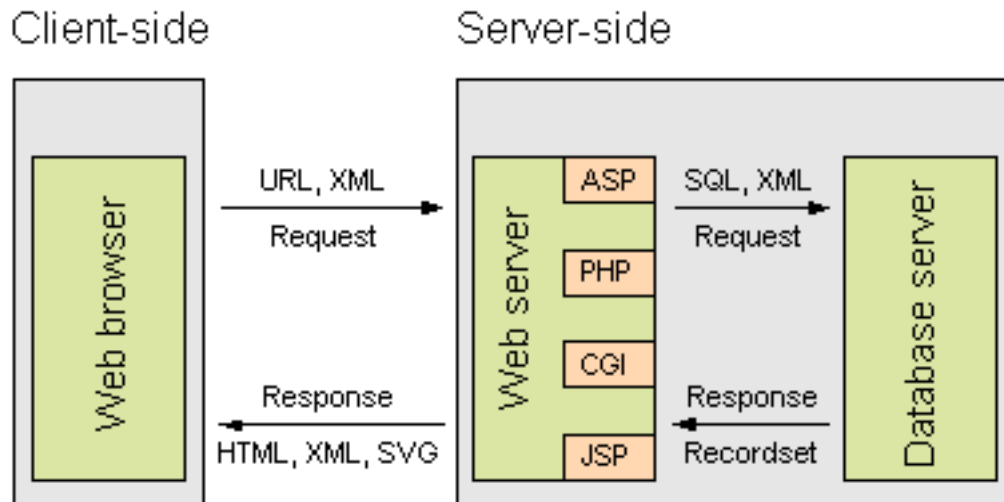 Client-side
Server-side
Web browser
URL, XML
Request
Response
HTML, XML, SVG
Web server
ASP
PHP
CGI
JSP
SQL, XML
Request
Response
Recordset
Database server